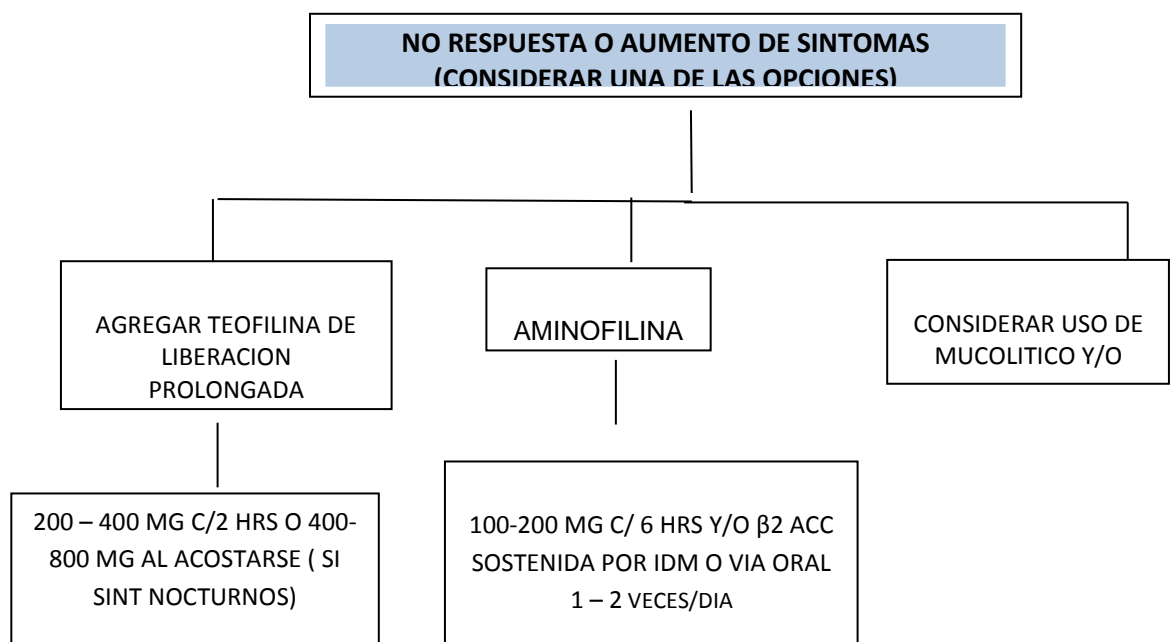 NO RESPUESTA O AUMENTO DE SINTOMAS
(CONSIDERAR UNA DE LAS OPCIONES)
AGREGAR TEOFILINA DE
LIBERACION
PROLONGADA
AMINOFILINA
CONSIDERAR USO DE
MUCOLITICO Y/O
200 – 400 MG C/2 HRS O 400-
800 MG AL ACOSTARSE ( SI
SINT NOCTURNOS)
100-200 MG C/ 6 HRS Y/O β2 ACC
SOSTENIDA POR IDM O VIA ORAL
1 – 2 VECES/DIA